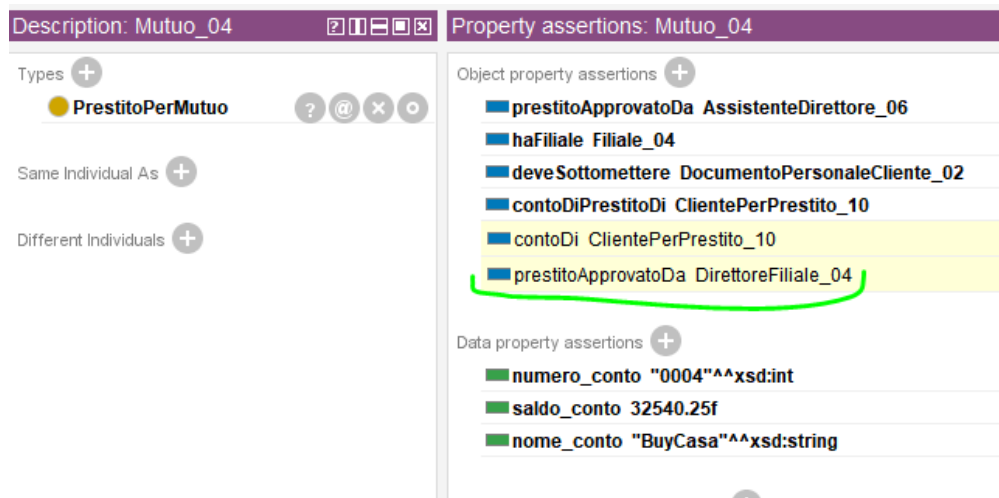 Description: Mutuo_04
Types
PrestitoPerMutuo
Same Individual As
Different Individuals
Property assertions: Mutuo_04
Object property assertions
prestitoApprovatoDa AssistenteDirettore_06
haFiliale Filiale_04
deveSottomettere DocumentoPersonaleCliente_02
contoDiPrestitoDi ClientePerPrestito_10
contoDi ClientePerPrestito_10
prestitoApprovatoDa DirettoreFiliale_04
Data property assertions
numero_conto "0004"^^xsd:int
saldo_conto 32540.25f
nome_conto "BuyCasa"^^xsd:string